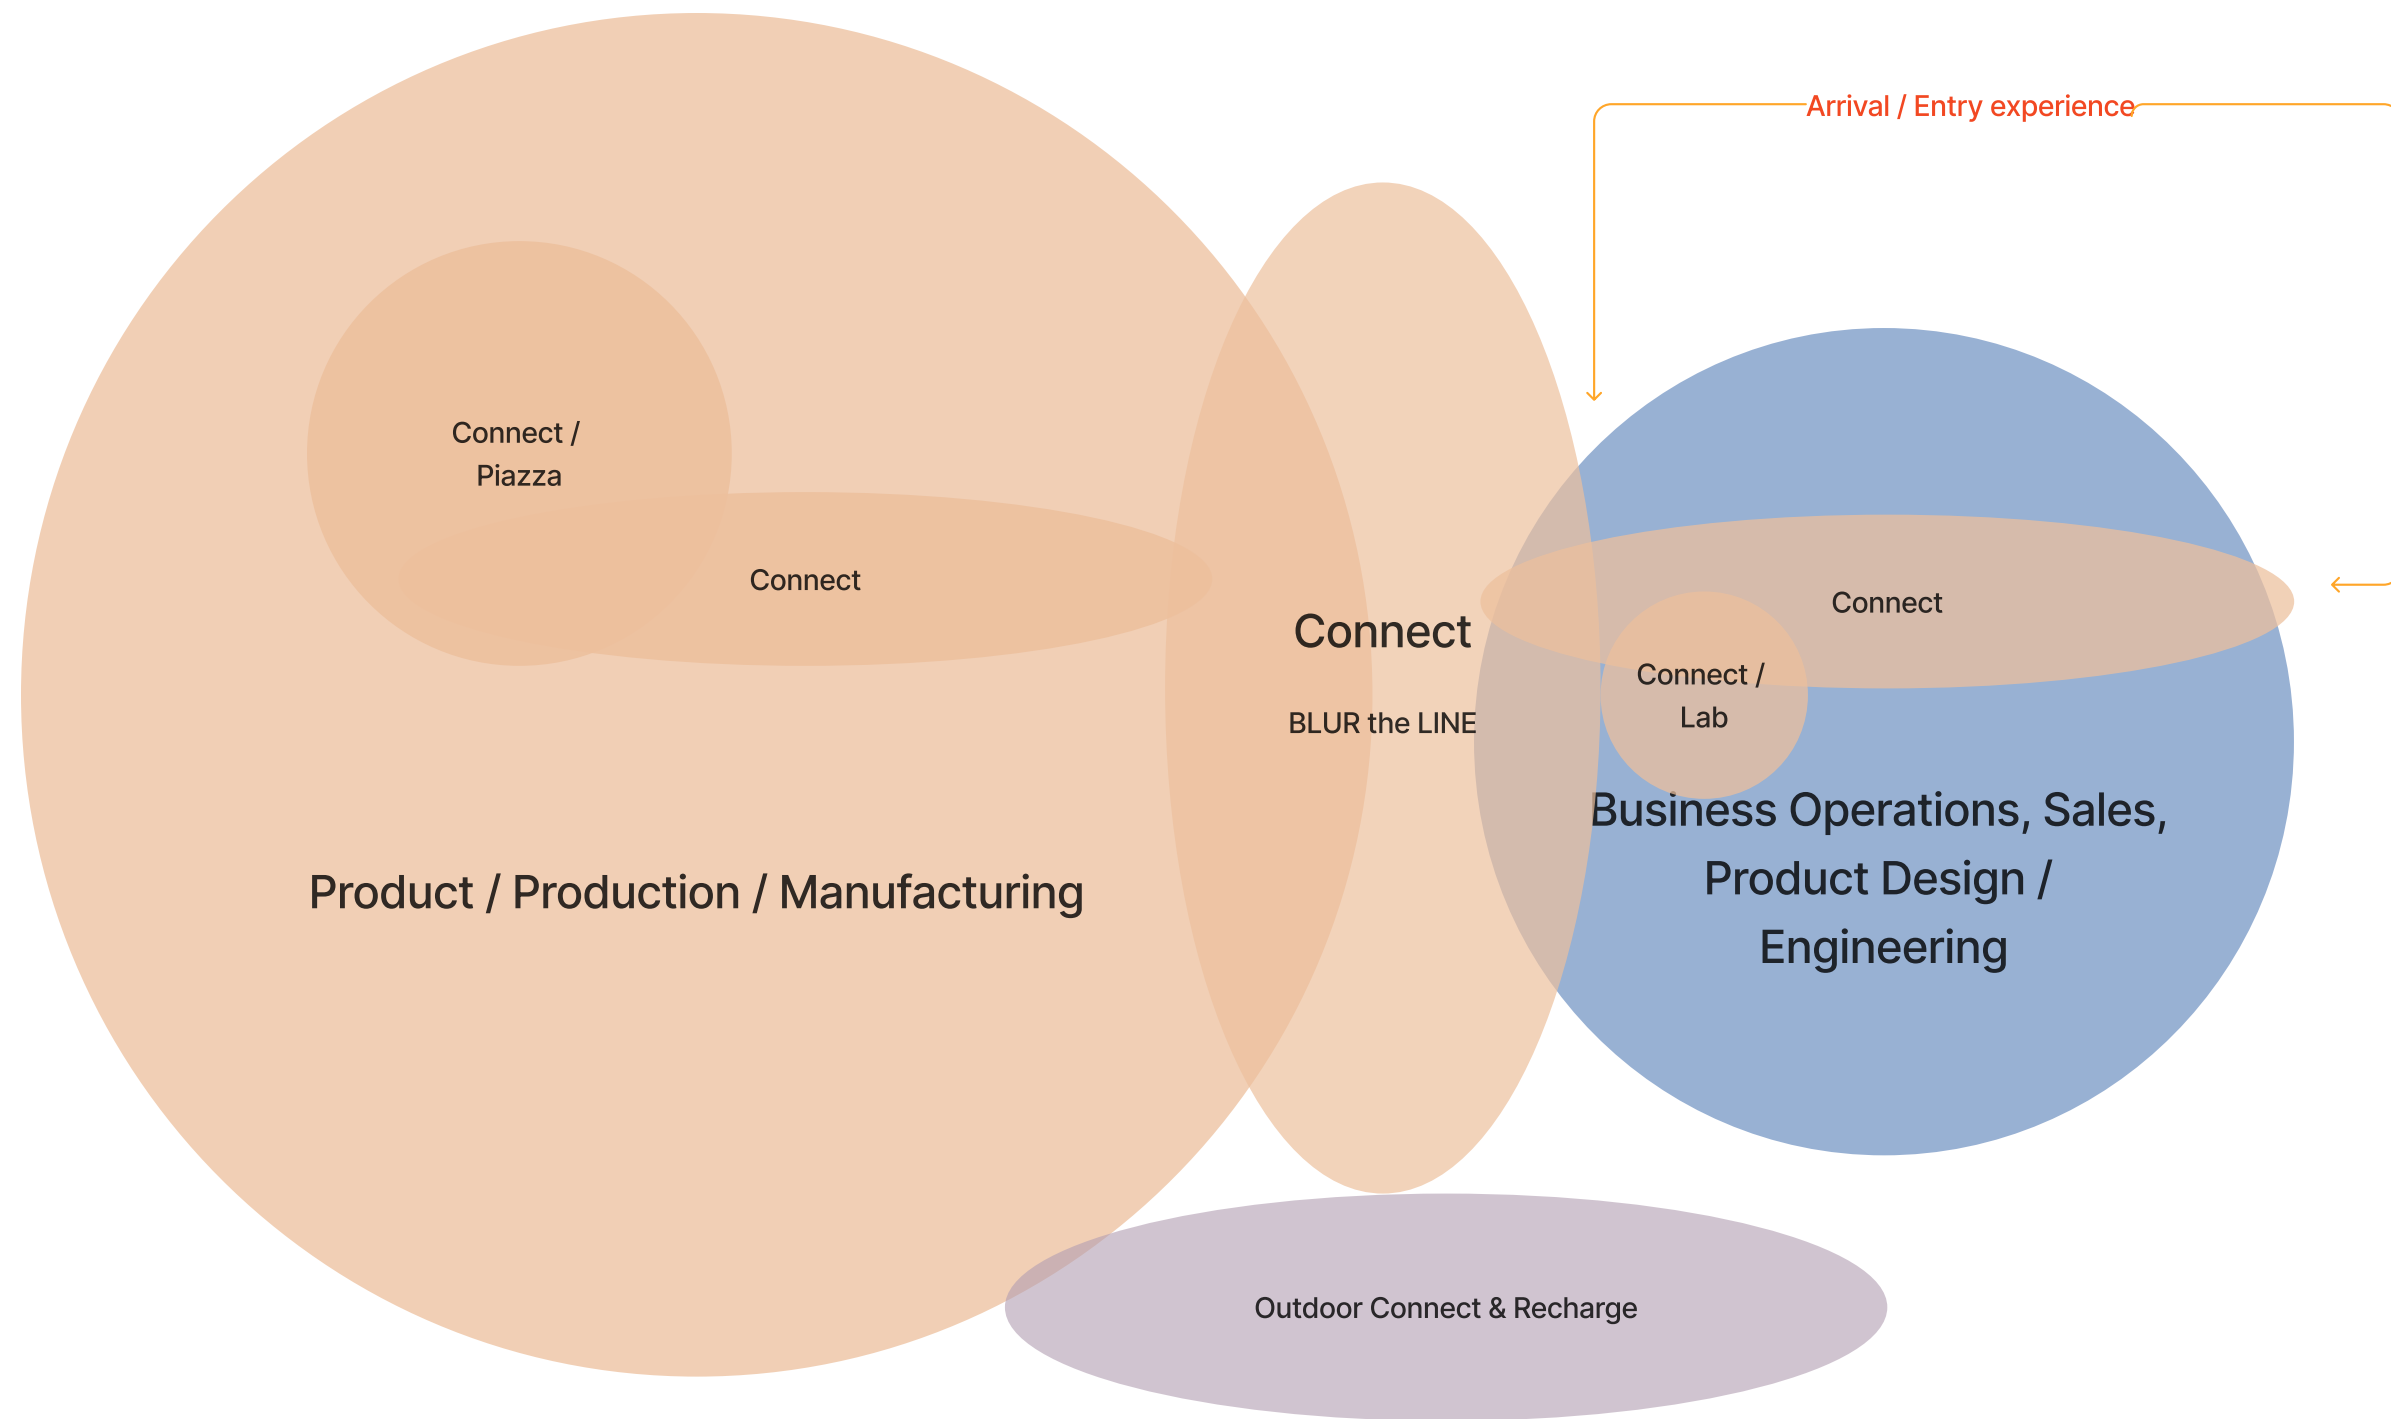 Arrival / Entry experience
Connect /
Piazza
Connect
Product / Production / Manufacturing
Connect
BLUR the LINE
Connect
Connect /
Lab
Business Operations, Sales,
Product Design /
Engineering
Outdoor Connect & Recharge